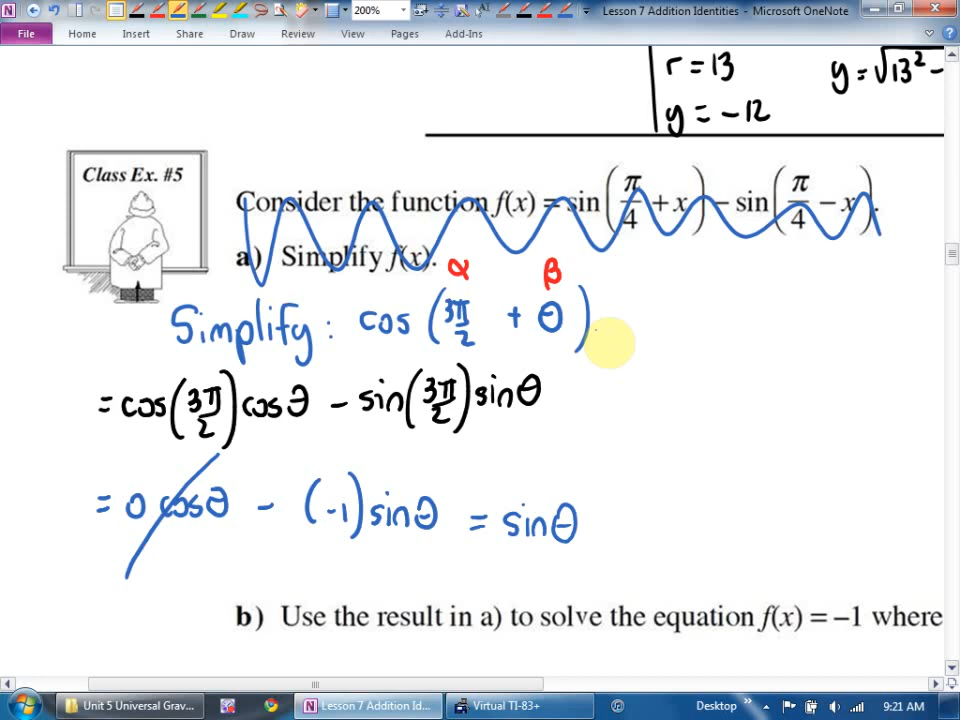 200%
Lesson 7 Addition Identities - Microsoft OneNote
File Home Insert Draw Share Review View Pages Add-Ins
r = 13 y = √13² -
y = -12
Class Ex. #5
Consider the function f(x) = sin(π/4 + x) - sin(π/4 - x).
a) Simplify f(x).
α β
Simplify: cos(3π/2 + θ)
= cos(3π/2)cosθ - sin(3π/2)sinθ
= 0 cosθ - (-1)sinθ = sinθ
b) Use the result in a) to solve the equation f(x) = –1 where
Unit 5 Universal Grav... Lesson 7 Addition Id... Virtual TI-83+ Desktop 9:21 AM